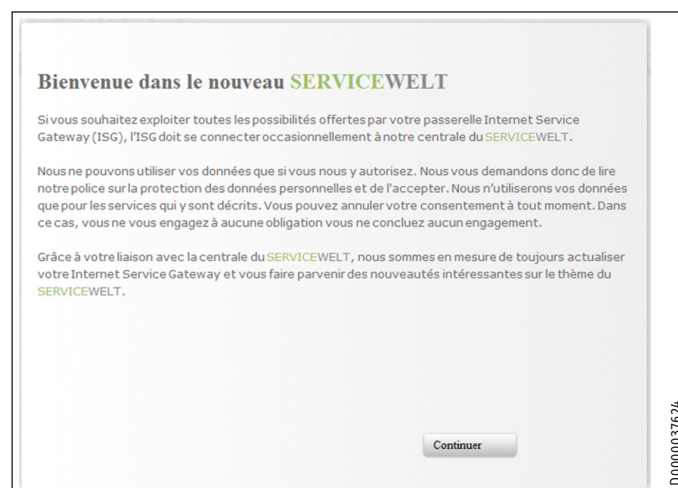 Bienvenue dans le nouveau SERVICEWELT
Si vous souhaitez exploiter toutes les possibilités offertes par votre passerelle Internet Service
Gateway (ISG), l'ISG doit se connecter occasionnellement à notre centrale du SERVICEWELT.
Nous ne pouvons utiliser vos données que si vous nous y autorisez. Nous vous demandons donc de lire
notre police sur la protection des données personnelles et de l'accepter. Nous n'utiliserons vos données
que pour les services qui y sont décrits. Vous pouvez annuler votre consentement à tout moment. Dans
ce cas, vous ne vous engagez à aucune obligation vous ne concluez aucun engagement.
Grâce à votre liaison avec la centrale du SERVICEWELT, nous sommes en mesure de toujours actualiser
votre Internet Service Gateway et vous faire parvenir des nouveautés intéressantes sur le thème du
SERVICEWELT.
Continuer
D0000037624